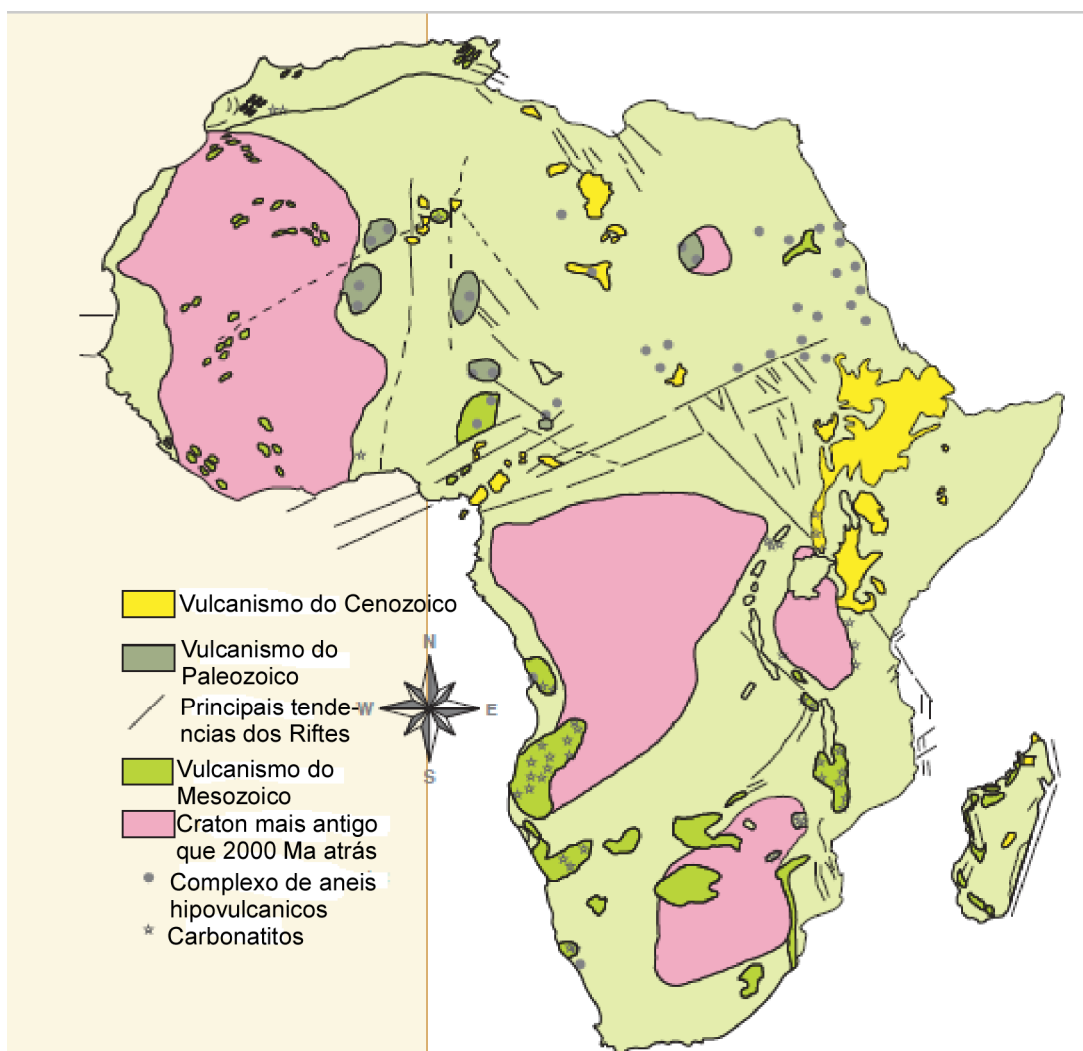 Vulcanismo do Cenozoico
Vulcanismo do
Paleozoico
Principais tende-
ncias dos Riftes
Vulcanismo do
Mesozoico
Craton mais antigo
que 2000 Ma atrás
Complexo de aneis
hipovulcanicos
Carbonatitos
N
W
E
S